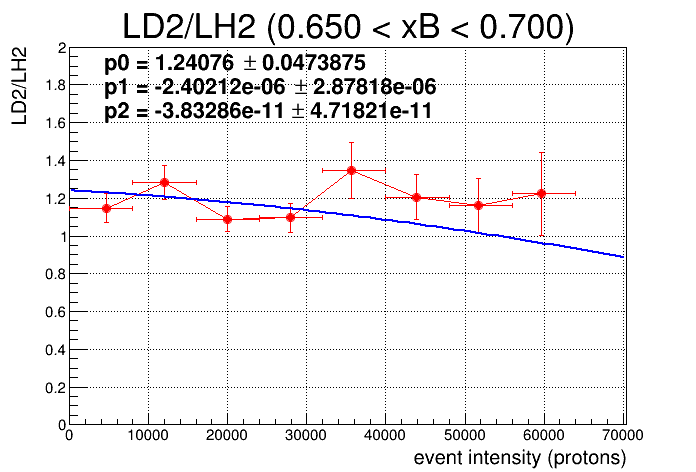 LD2/LH2 (0.650 < xB < 0.700)
LD2/LH2
p0 = 1.24076 ± 0.0473875
p1 = -2.40212e-06 ± 2.87818e-06
p2 = -3.83286e-11 ± 4.71821e-11
2
1.8
1.6
1.4
1.2
1
0.8
0.6
0.4
0.2
0
0 10000 20000 30000 40000 50000 60000 70000
event intensity (protons)